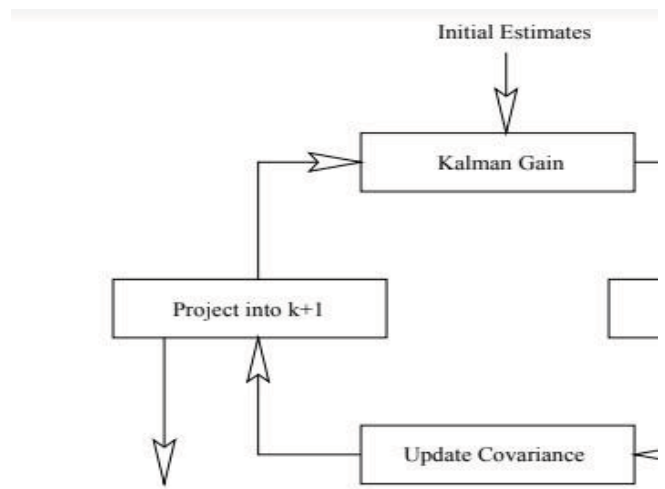 Initial Estimates
Kalman Gain
Project into k+1
Update Covariance